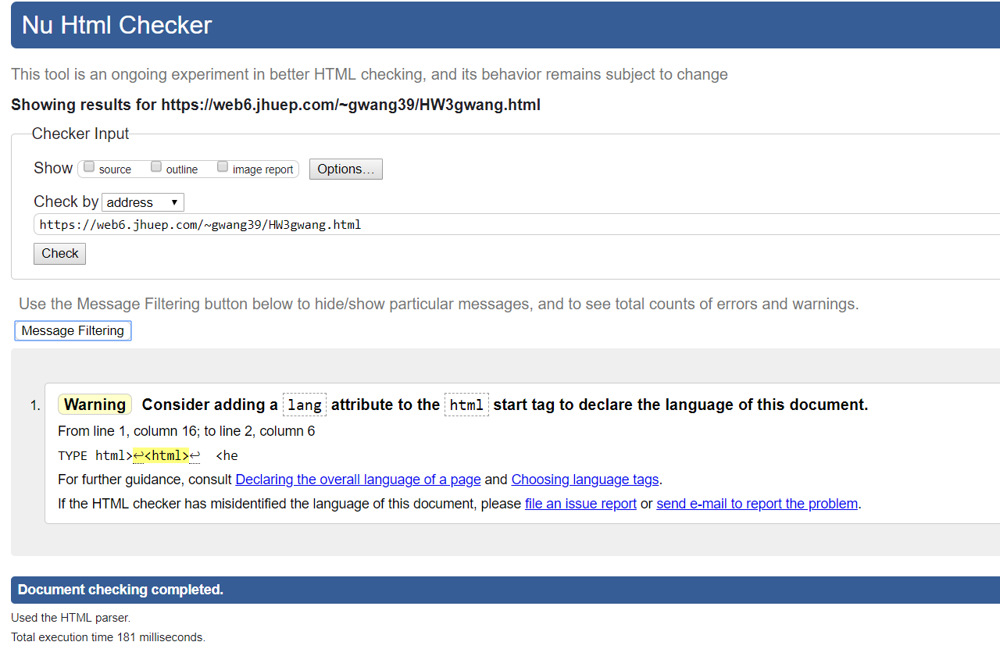 Nu Html Checker
This tool is an ongoing experiment in better HTML checking, and its behavior remains subject to change
Showing results for https://web6.jhuep.com/~gwang39/HW3gwang.html
Checker Input
Show source outline image report Options…
Check by address ▼
https://web6.jhuep.com/~gwang39/HW3gwang.html
Check
Use the Message Filtering button below to hide/show particular messages, and to see total counts of errors and warnings.
Message Filtering
1. Warning Consider adding a lang attribute to the html start tag to declare the language of this document.
From line 1, column 16; to line 2, column 6
TYPE html>↩<html>↩ <he
For further guidance, consult Declaring the overall language of a page and Choosing language tags.
If the HTML checker has misidentified the language of this document, please file an issue report or send e-mail to report the problem.
Document checking completed.
Used the HTML parser.
Total execution time 181 milliseconds.